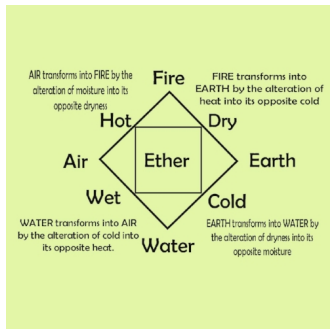 AIR transforms into FIRE by the
alteration of moisture into its
opposite dryness
Fire
FIRE transforms into
EARTH by the alteration of
heat into its opposite cold
Hot
Dry
Air
Ether
Earth
Wet
Cold
WATER transforms into AIR
by the alteration of cold into
its opposite heat.
Water
EARTH transforms into WATER by
the alteration of dryness into its
opposite moisture